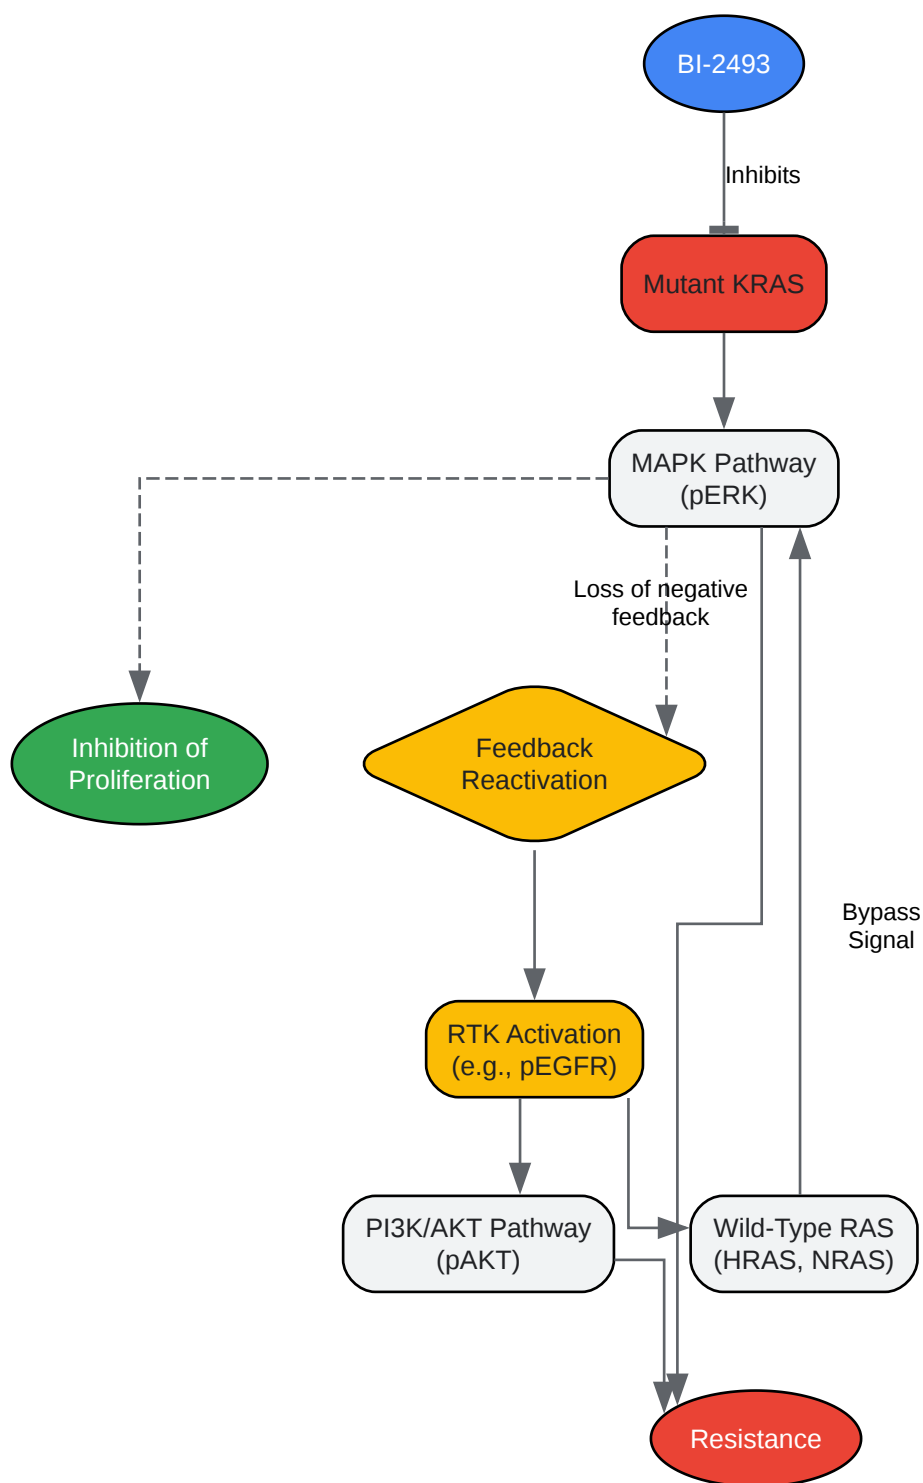 BI-2493
Inhibits
Mutant KRAS
MAPK Pathway
(pERK)
Loss of negative
feedback
Inhibition of
Proliferation
Feedback
Reactivation
Bypass
Signal
RTK Activation
(e.g., pEGFR)
PI3K/AKT Pathway
(pAKT)
Wild-Type RAS
(HRAS, NRAS)
Resistance